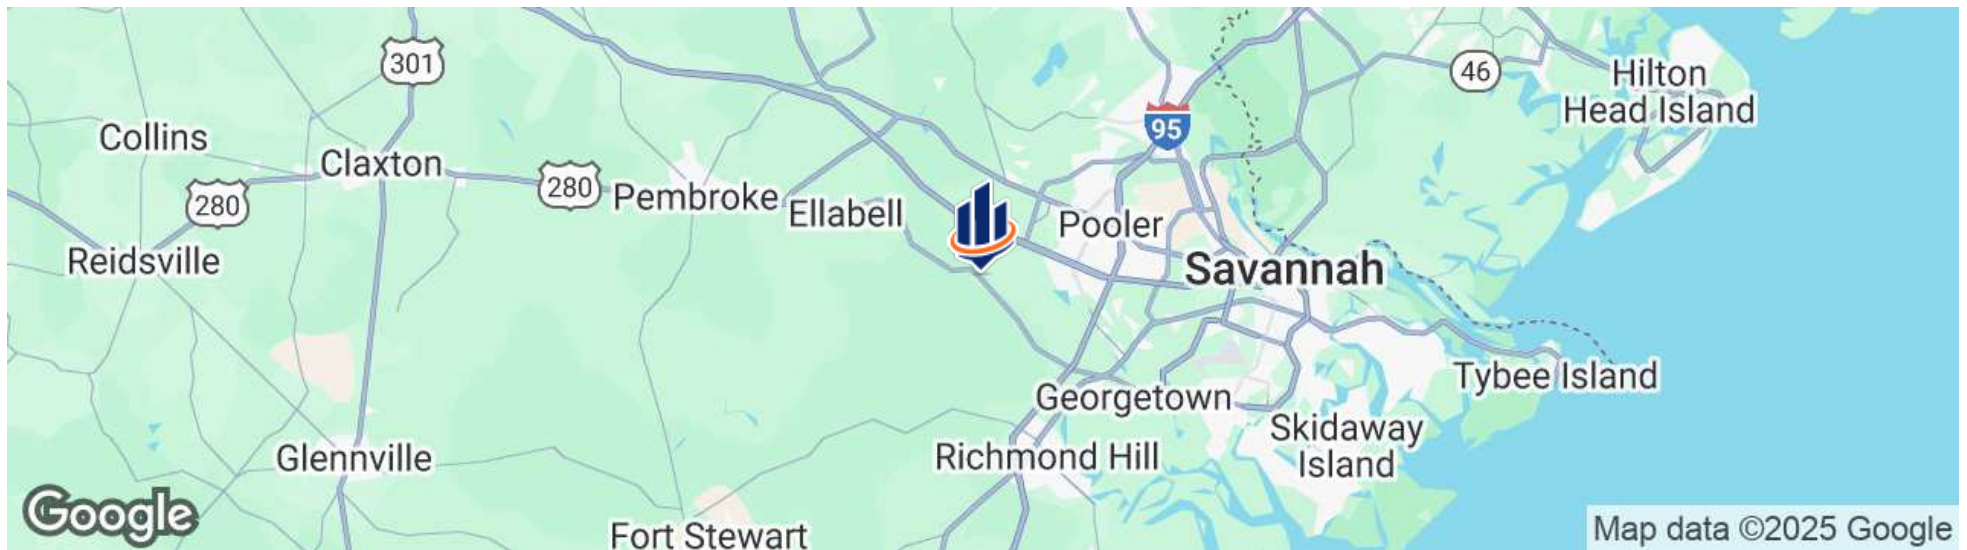 301
46
Hilton
Head Island
Collins
95
Claxton
280
280
Pembroke
Ellabell
Pooler
Reidsville
Savannah
Tybee Island
Georgetown
Skidaway
Island
Glennville
Richmond Hill
Fort Stewart
Google
Map data ©2025 Google